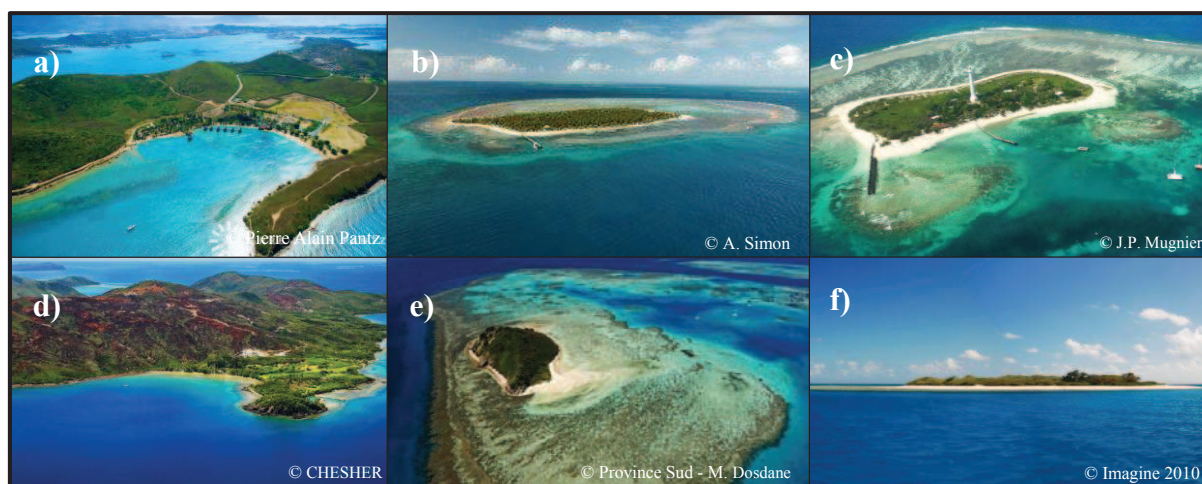 a)
b)
c)
© Pierre Alain Pantz
© A. Simon
© J.P. Mugnier
d)
e)
f)
© CHESHER
© Province Sud - M. Dosdane
© Imagine 2010